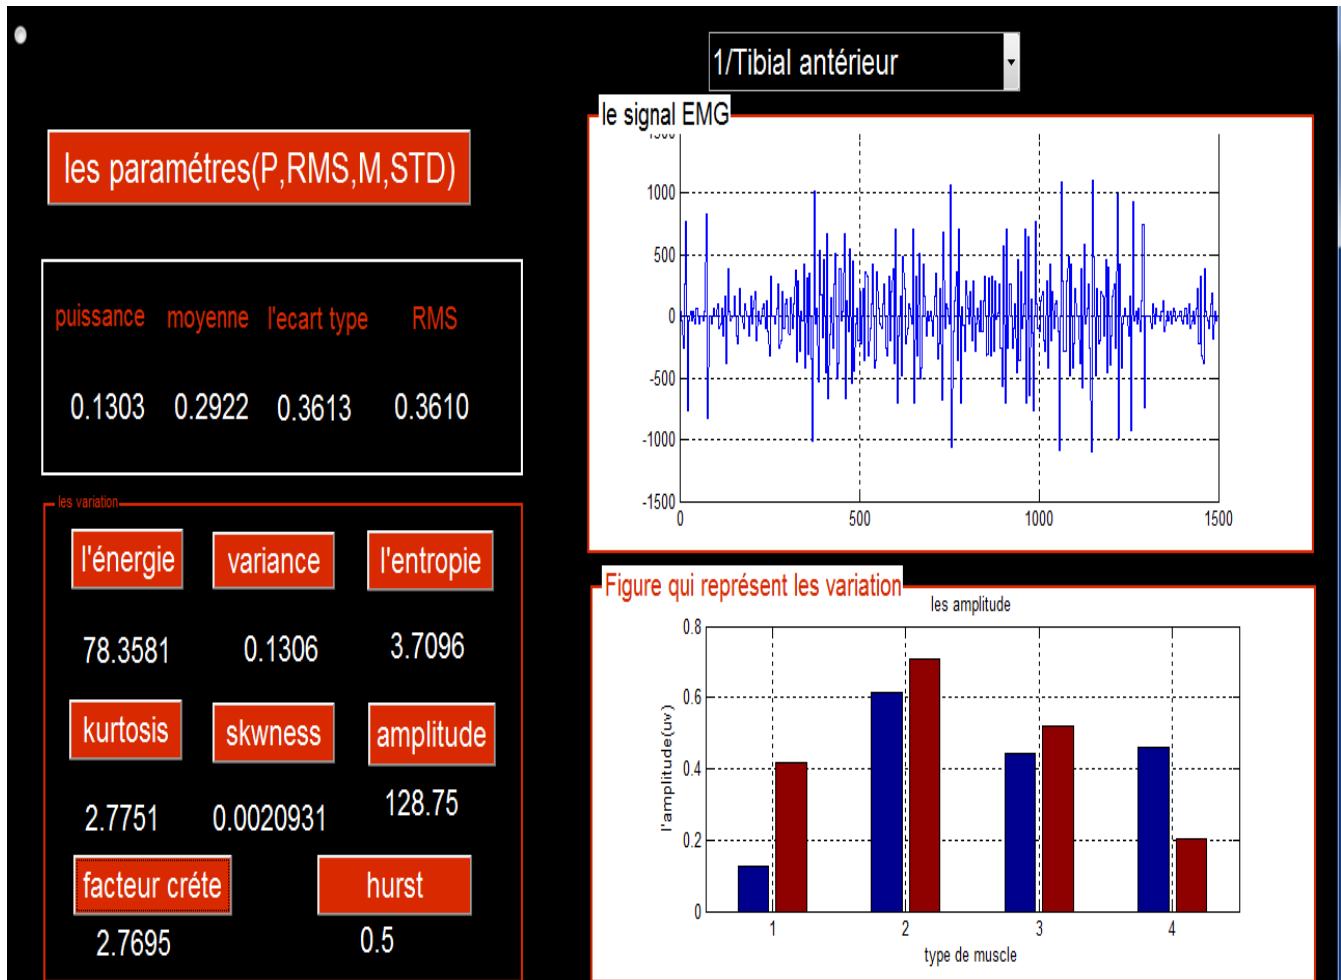 1/Tibial antérieur
les paramétres(P,RMS,M,STD)
puissance moyenne l'ecart type RMS
0.1303 0.2922 0.3613 0.3610
les variation
l'énergie variance l'entropie
78.3581 0.1306 3.7096
kurtosis skwness amplitude
2.7751 0.0020931 128.75
facteur créte hurst
2.7695 0.5
le signal EMG
1500
1000
500
0
-500
-1000
-1500
0 500 1000 1500
Figure qui représent les variation
les amplitude
l'amplitude(uv)
0.8
0.6
0.4
0.2
0
1 2 3 4
type de muscle